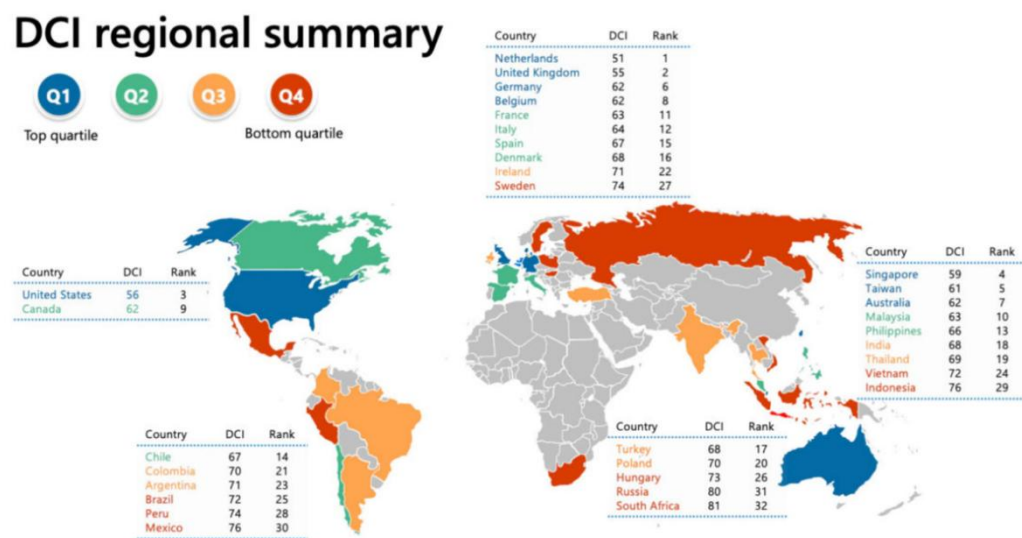 DCI regional summary
Q1 Q2 Q3 Q4
Top quartile Bottom quartile
Country DCI Rank
Netherlands 51 1
United Kingdom 55 2
Germany 62 6
Belgium 62 8
France 63 11
Italy 64 12
Spain 67 15
Denmark 68 16
Ireland 71 22
Sweden 74 27
Country DCI Rank
United States 56 3
Canada 62 9
Country DCI Rank
Singapore 59 4
Taiwan 61 5
Australia 62 7
Malaysia 63 10
Philippines 66 13
India 68 18
Thailand 69 19
Vietnam 72 24
Indonesia 76 29
Country DCI Rank
Chile 67 14
Colombia 70 21
Argentina 71 23
Brazil 72 25
Peru 74 28
Mexico 76 30
Country DCI Rank
Turkey 68 17
Poland 70 20
Hungary 73 26
Russia 80 31
South Africa 81 32